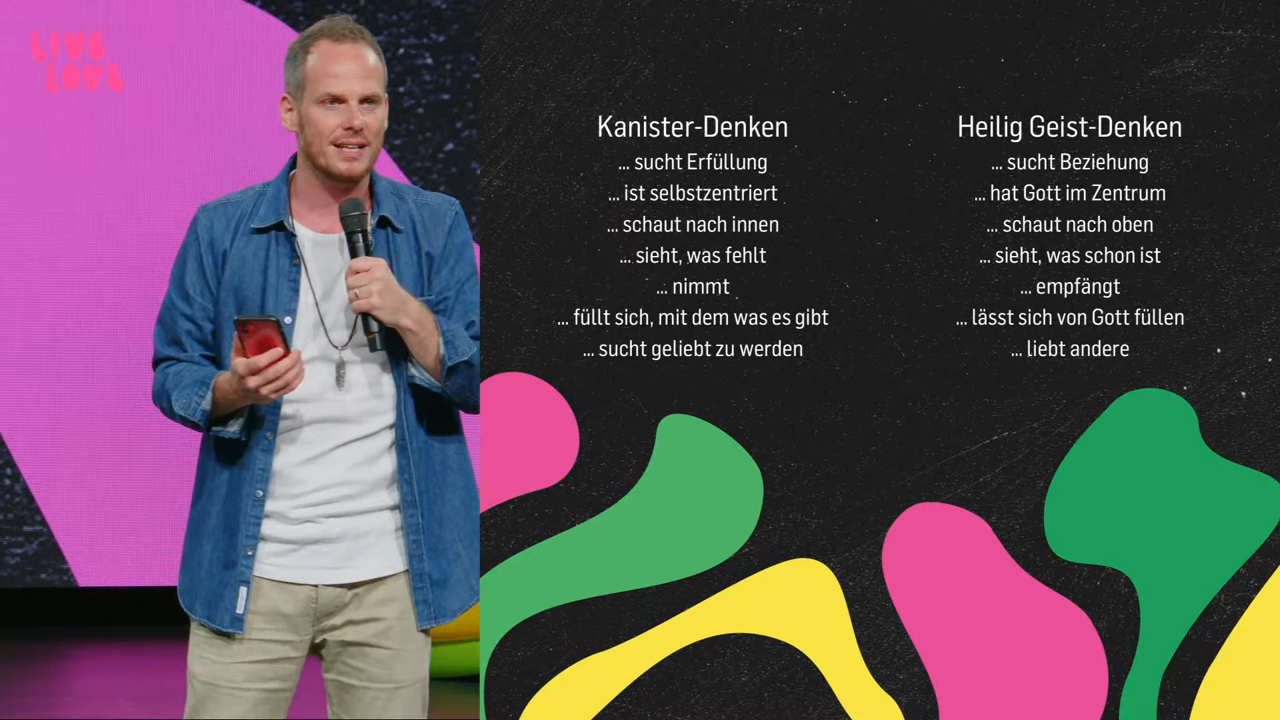 LIVE
LOVE
Kanister-Denken
... sucht Erfüllung
... ist selbstzentriert
... schaut nach innen
... sieht, was fehlt
... nimmt
... füllt sich, mit dem was es gibt
... sucht geliebt zu werden
Heilig Geist-Denken
... sucht Beziehung
... hat Gott im Zentrum
... schaut nach oben
... sieht, was schon ist
... empfängt
... lässt sich von Gott füllen
... liebt andere